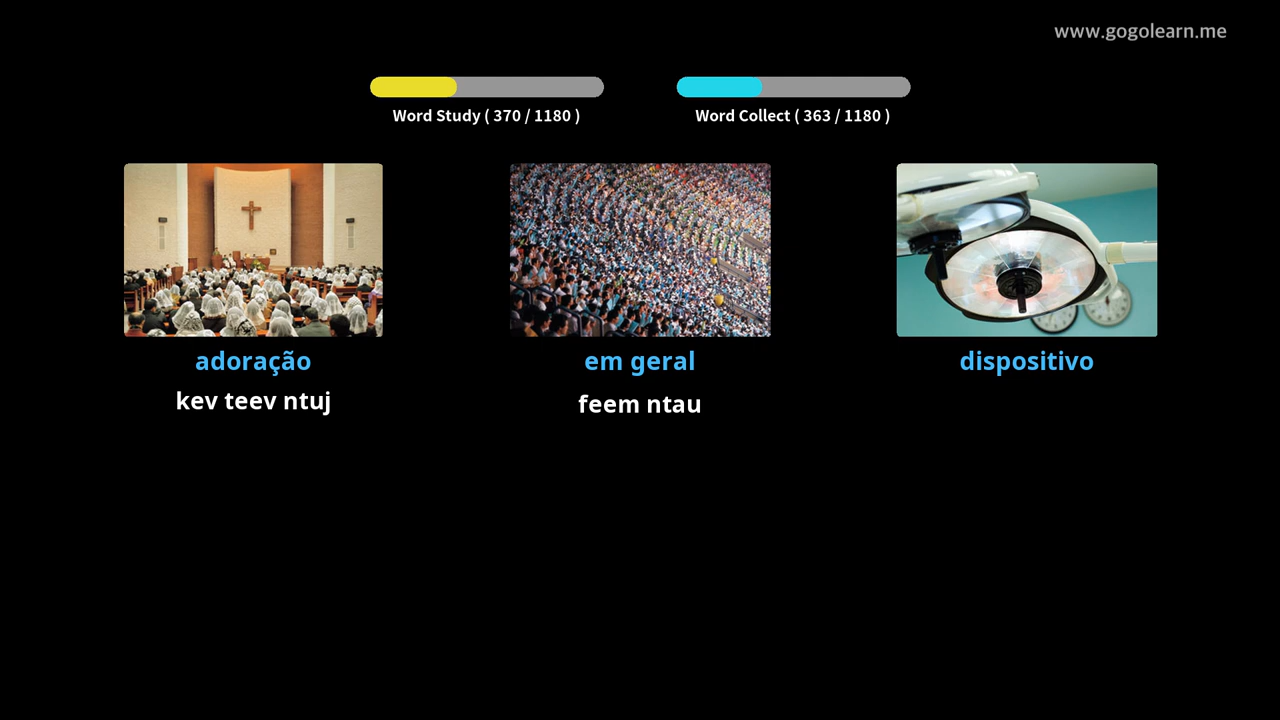 www.gogolearn.me
Word Study ( 370 / 1180 )
Word Collect ( 363 / 1180 )
adoração
kev teev ntuj
em geral
feem ntau
dispositivo